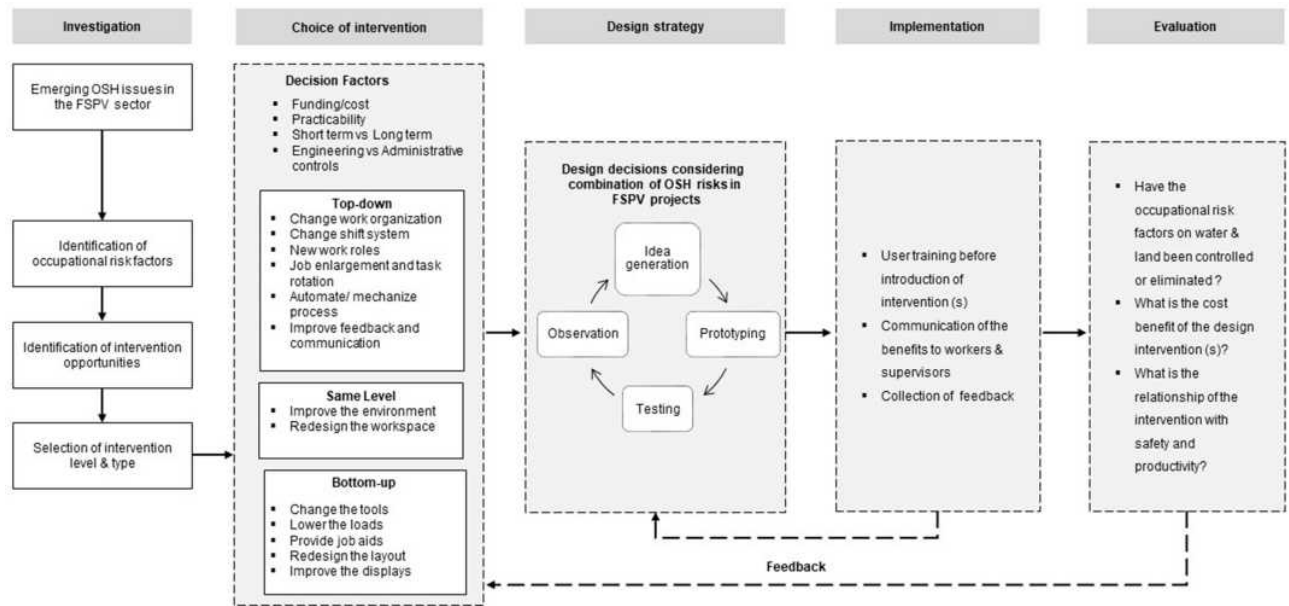 Investigation
Emerging OSH issues in
the FSPV sector
Identification of
occupational risk factors
Identification of intervention
opportunities
Selection of intervention
level & type
Choice of intervention
Decision Factors
▪ Funding/cost
▪ Practicability
▪ Short term vs Long term
▪ Engineering vs Administrative
controls
Top-down
▪ Change work organization
▪ Change shift system
▪ New work roles
▪ Job enlargement and task
rotation
▪ Automate/ mechanize
process
▪ Improve feedback and
communication
Same Level
▪ Improve the environment
▪ Redesign the workspace
Bottom-up
▪ Change the tools
▪ Lower the loads
▪ Provide job aids
▪ Redesign the layout
▪ Improve the displays
Design strategy
Design decisions considering
combination of OSH risks in
FSPV projects
Idea
generation
Prototyping
Testing
Observation
Implementation
▪ User training before
introduction of
intervention (s)
▪ Communication of the
benefits to workers &
supervisors
▪ Collection of feedback
Evaluation
▪ Have the
occupational risk
factors on water &
land been controlled
or eliminated ?
▪ What is the cost
benefit of the design
intervention (s)?
▪ What is the
relationship of the
intervention with
safety and
productivity?
Feedback